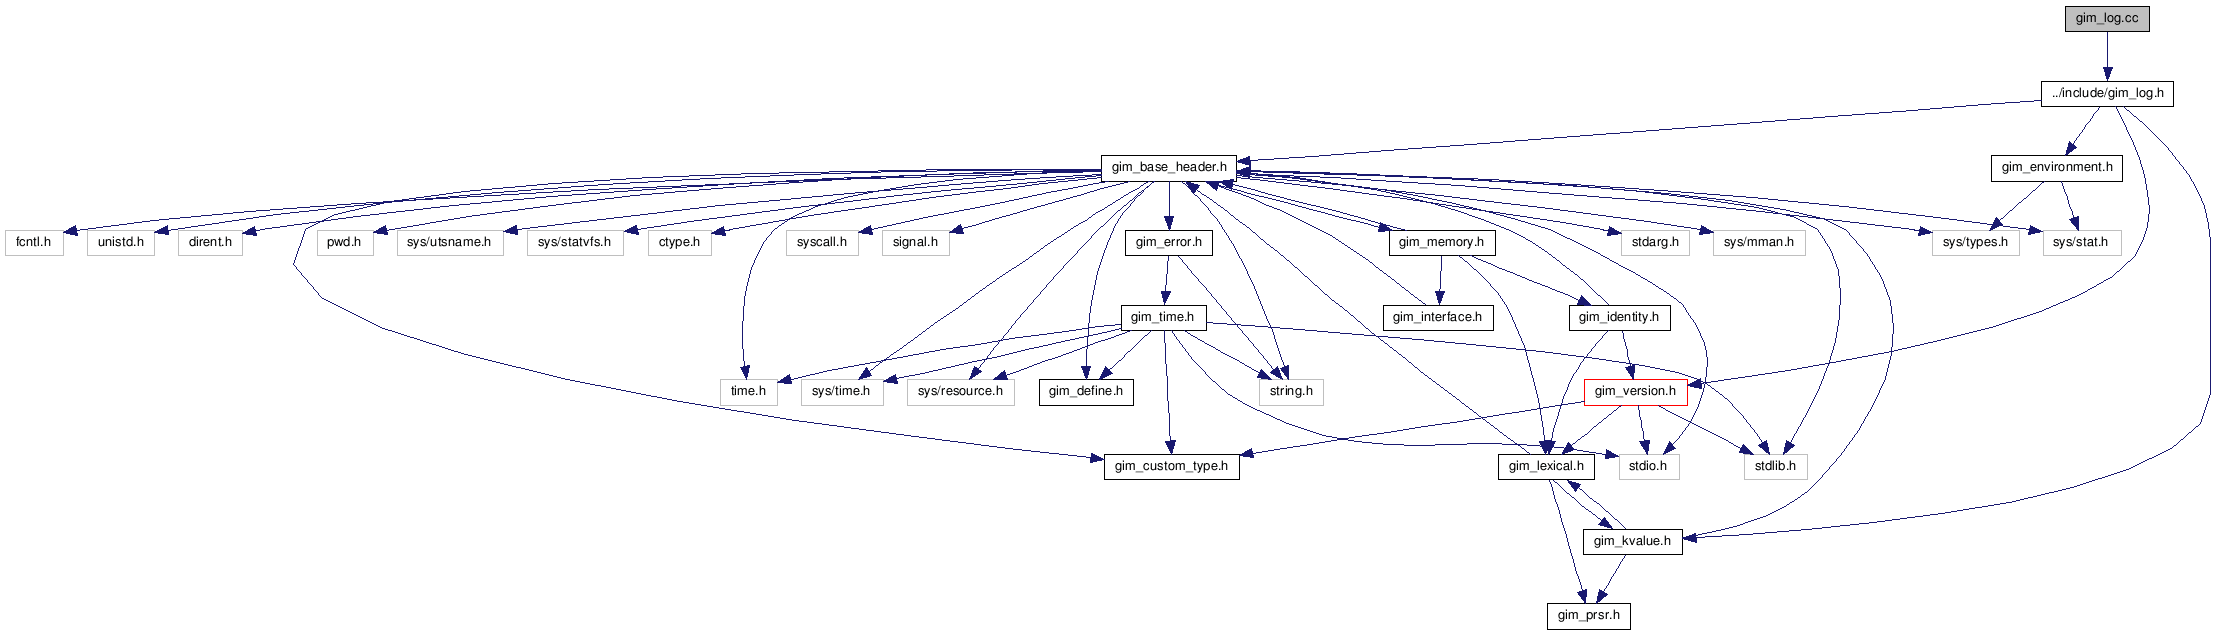 gim_log.cc
../include/gim_log.h
gim_base_header.h
gim_environment.h
fcntl.h
unistd.h
dirent.h
pwd.h
sys/utsname.h
sys/statvfs.h
ctype.h
syscall.h
signal.h
gim_error.h
gim_memory.h
stdarg.h
sys/mman.h
sys/types.h
sys/stat.h
gim_time.h
gim_interface.h
gim_identity.h
time.h
sys/time.h
sys/resource.h
gim_define.h
string.h
gim_version.h
gim_custom_type.h
gim_lexical.h
stdio.h
stdlib.h
gim_kvalue.h
gim_prsr.h